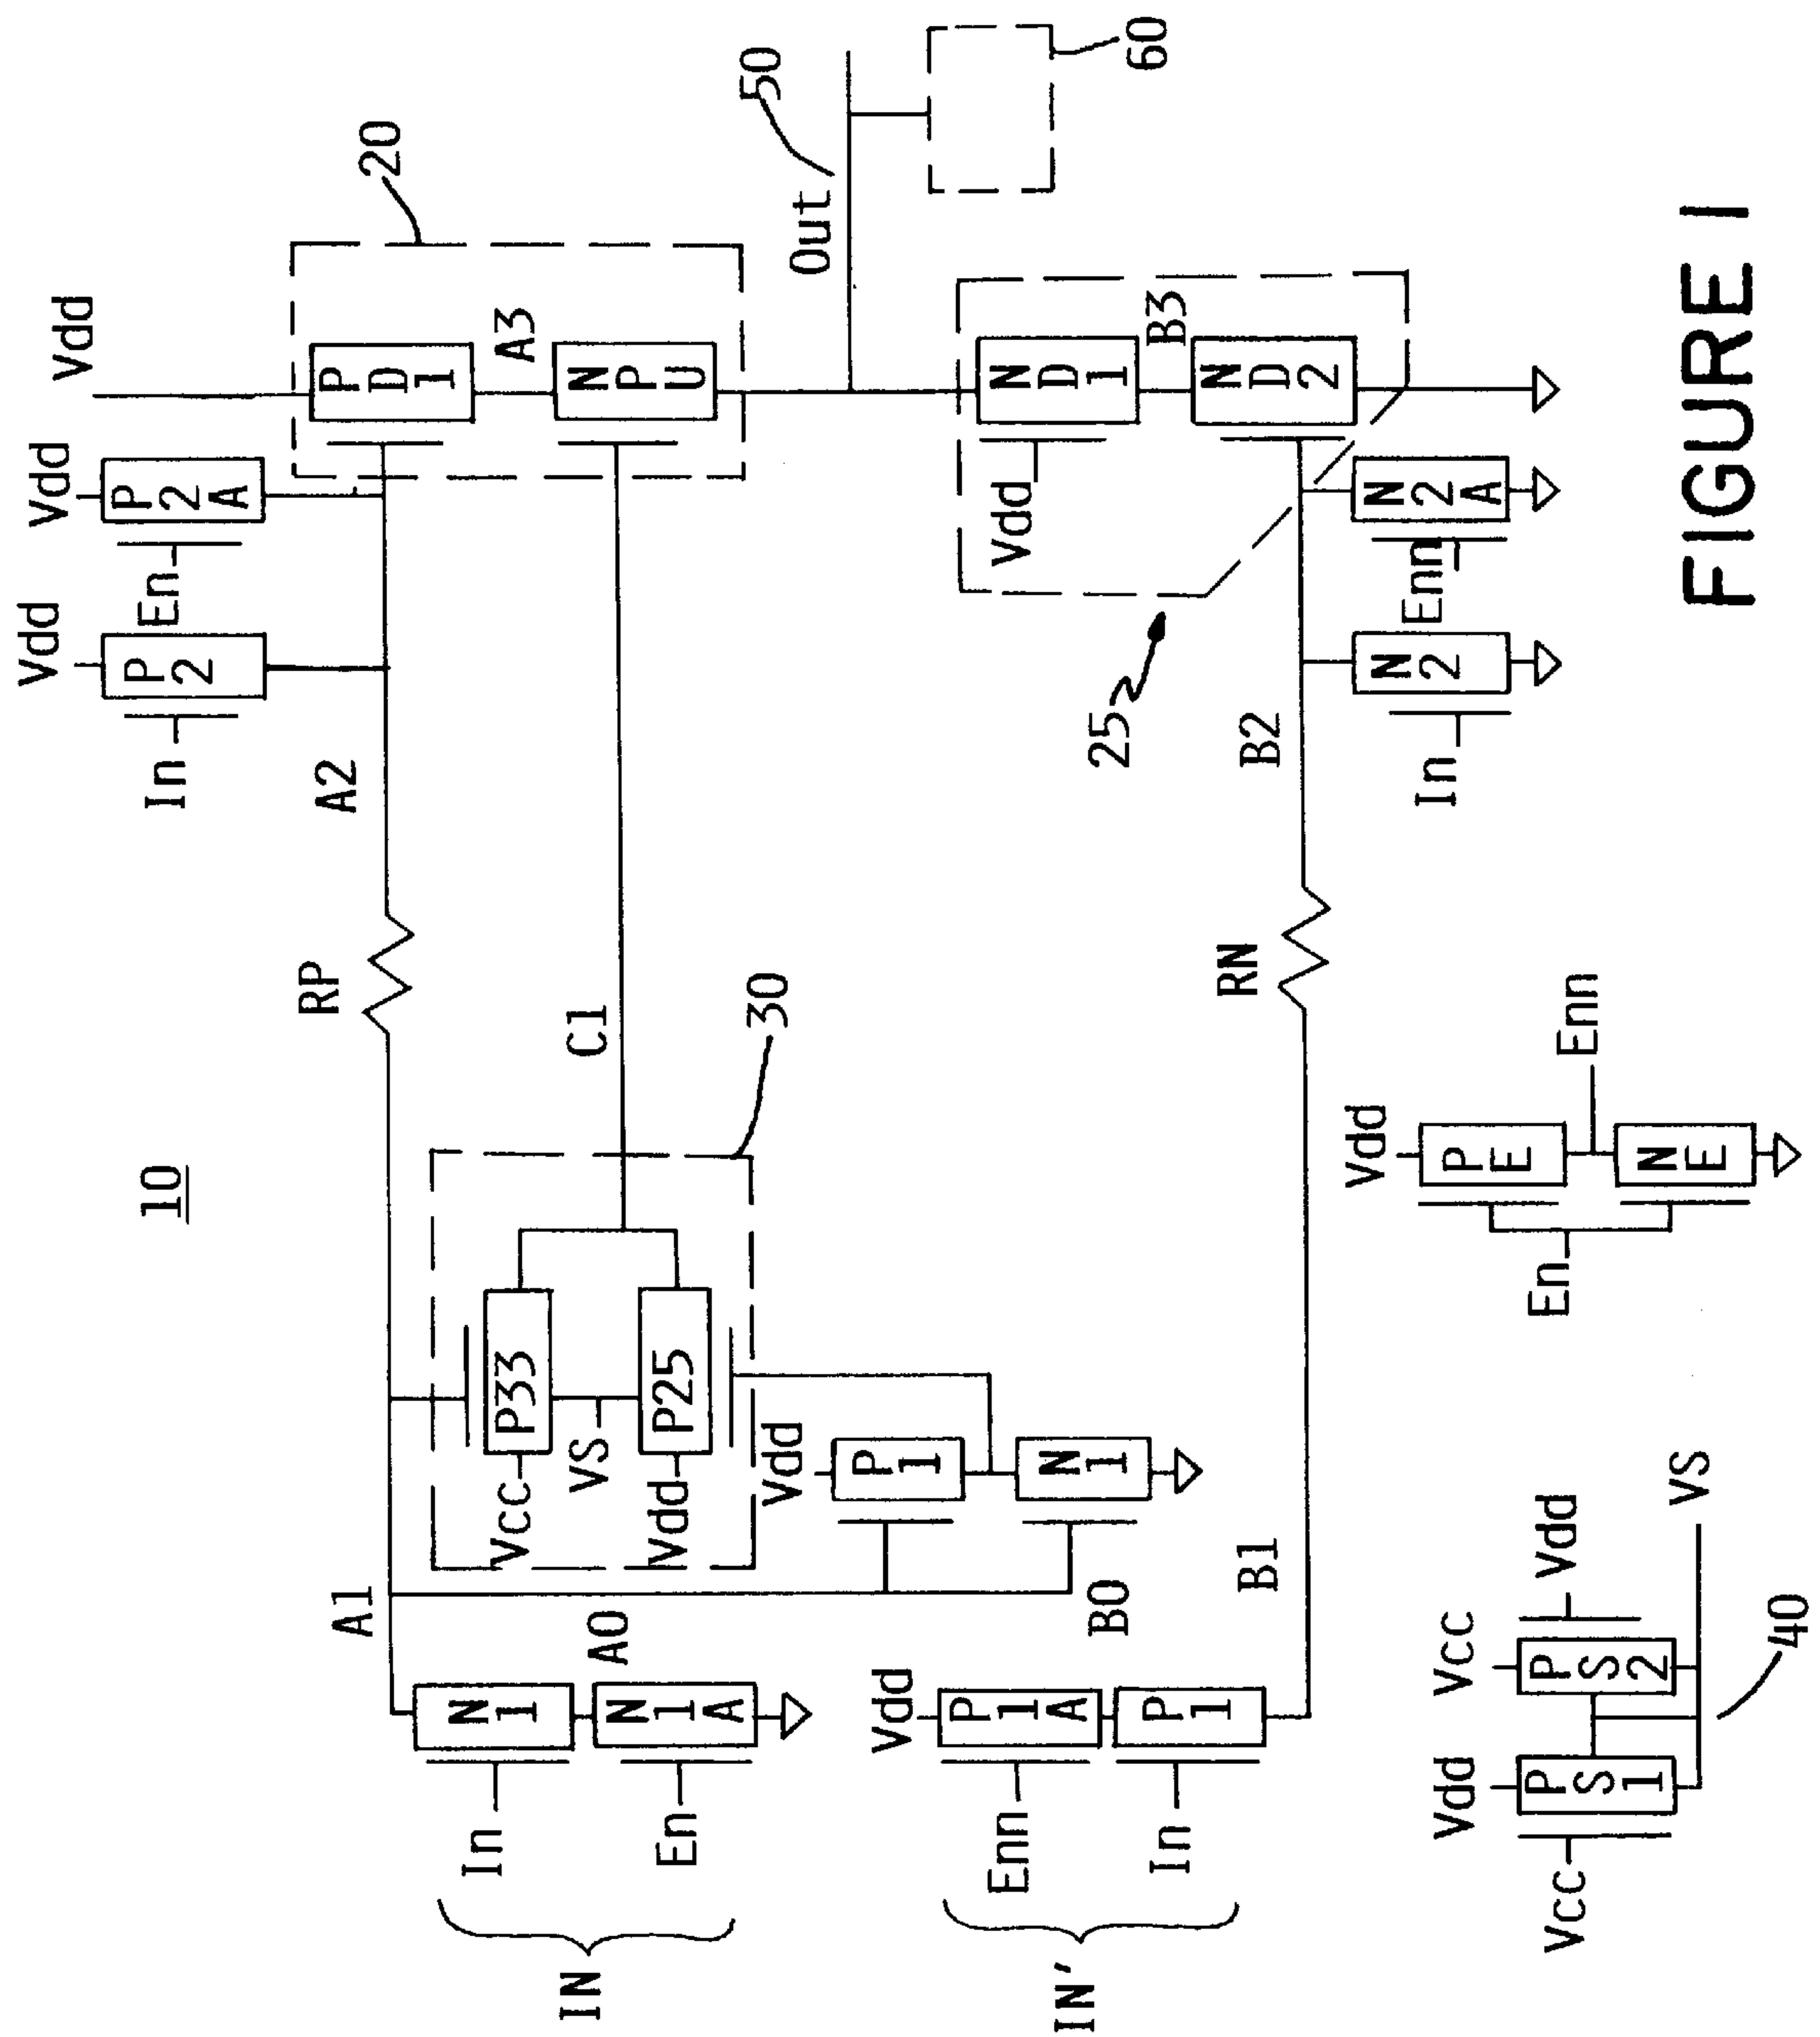 10
IN
IN'
In
En
N1
N1A
A0
A1
Enn
In
Vdd
P1A
P1
B1
B0
Vcc
P33
VS
Vdd
P25
30
Vdd
P1
N1
RP
C1
RN
A2
In
Vdd
P2
En
Vdd
P2A
Vdd
20
PD1
A3
NPU
Out
50
60
25
Vdd
ND1
B3
ND2
B2
In
N2
Enn
N2A
Vcc
Vdd
PS1
Vcc
PS2
Vdd
VS
40
En
Vdd
PE
NE
Enn
FIGURE 1